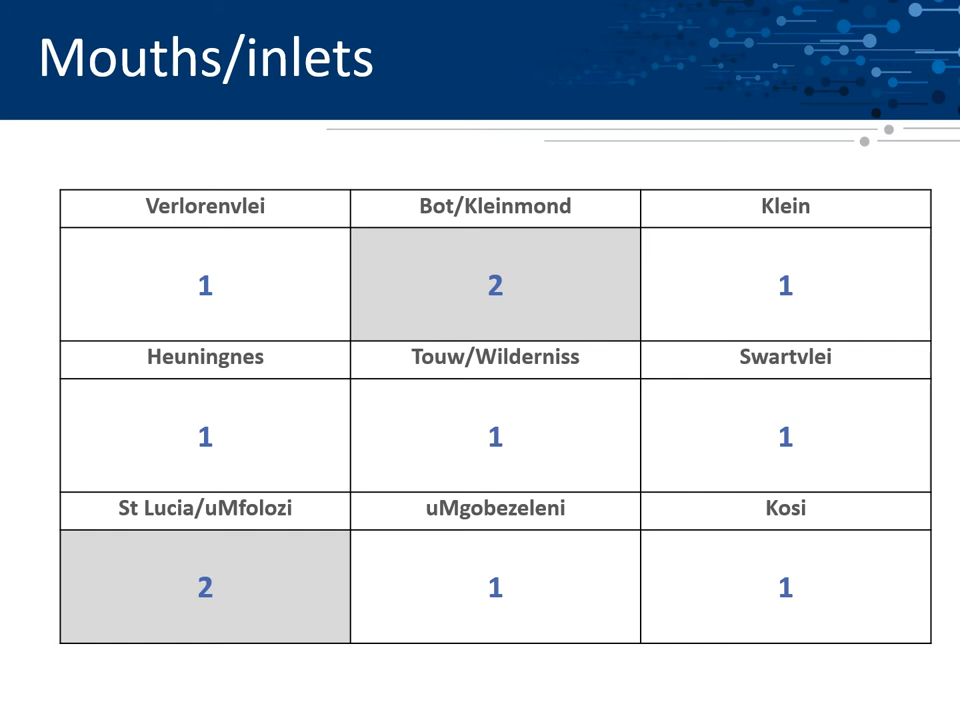 Mouths/inlets
Verlorenvlei Bot/Kleinmond Klein
1 2 1
Heuningnes Touw/Wilderniss Swartvlei
1 1 1
St Lucia/uMfolozi uMgobezeleni Kosi
2 1 1